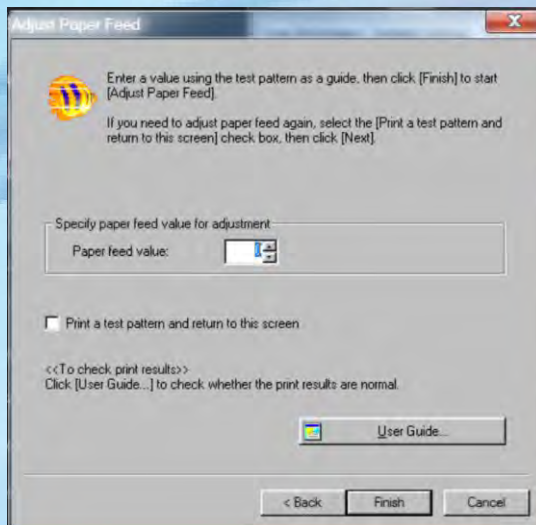 Adjust Paper Feed
Enter a value using the test pattern as a guide, then click [Finish] to start
[Adjust Paper Feed].
If you need to adjust paper feed again, select the [Print a test pattern and
return to this screen] check box, then click [Next].
Specify paper feed value for adjustment
Paper feed value:
Print a test pattern and return to this screen
<<To check print results>>
Click [User Guide...] to check whether the print results are normal.
User Guide...
< Back
Finish
Cancel